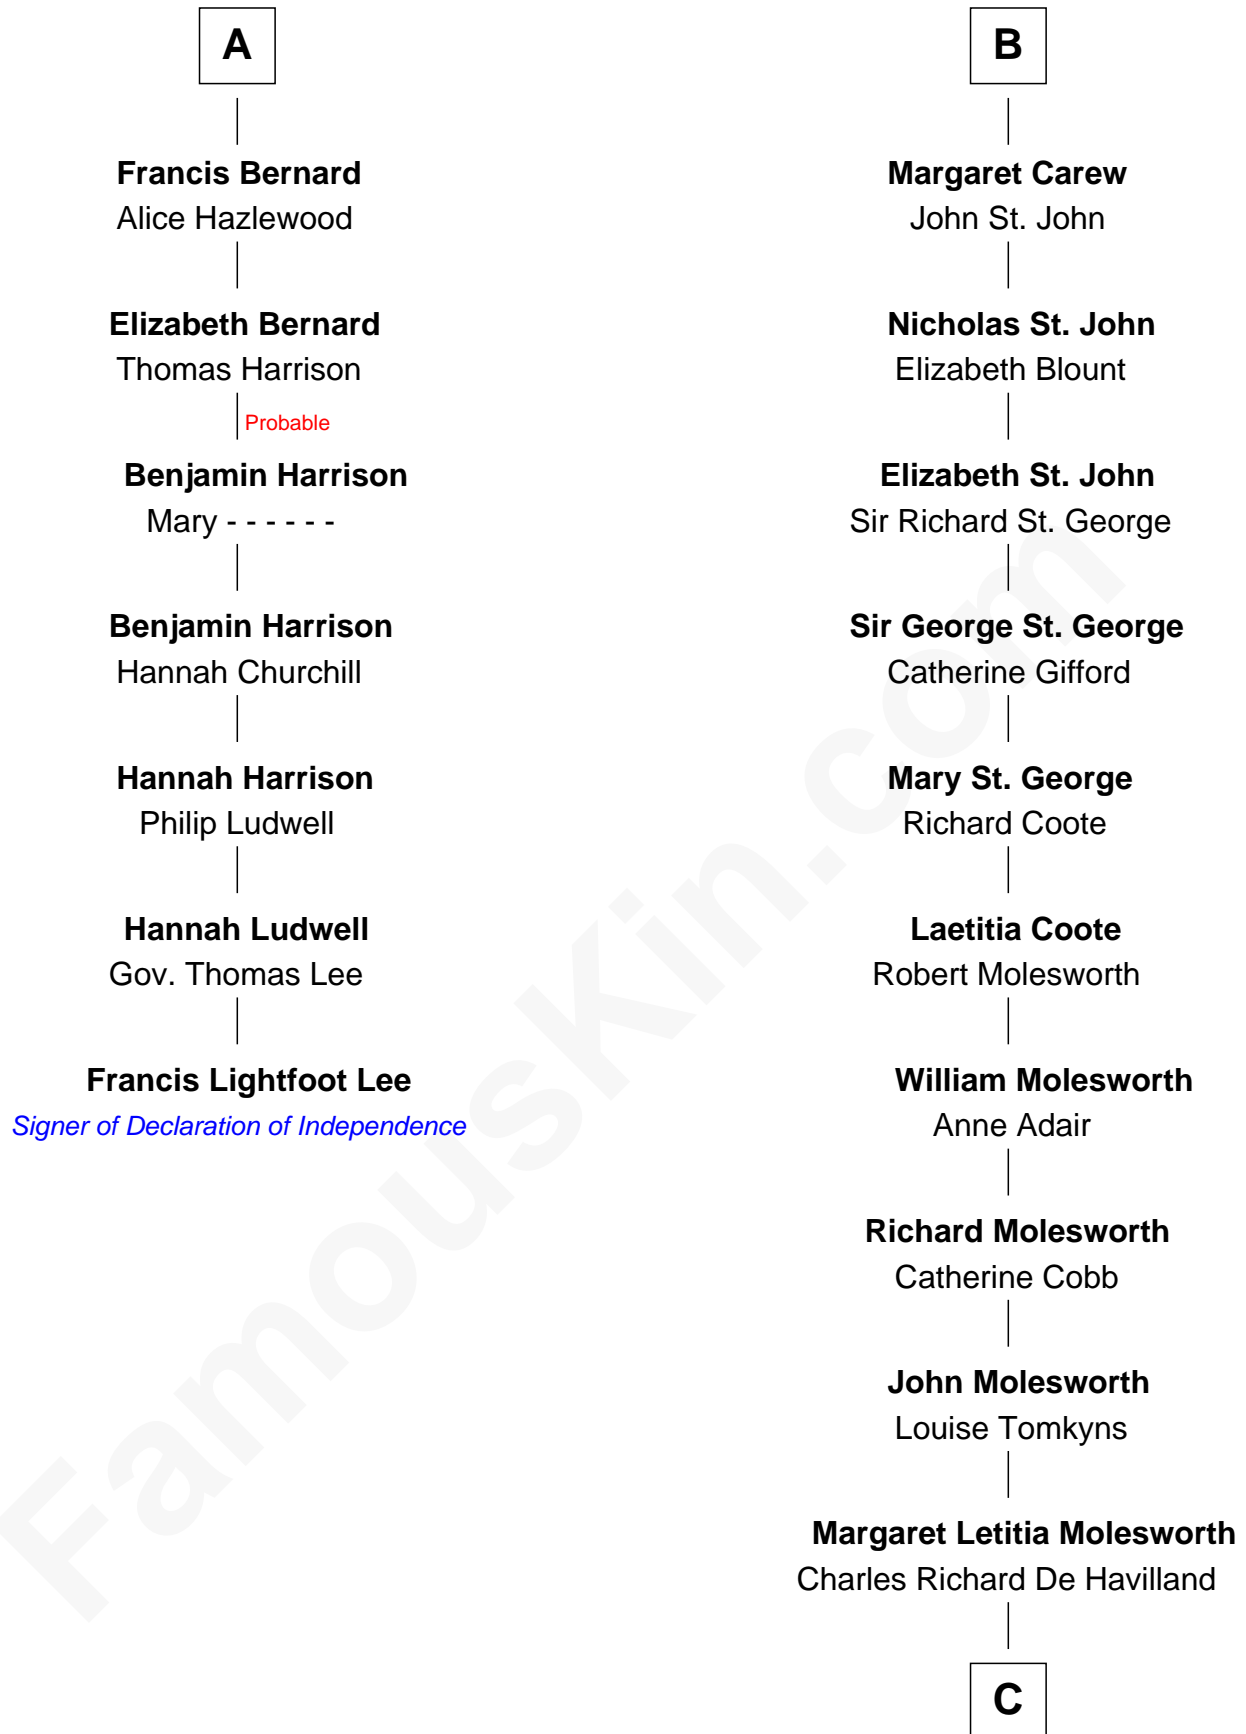 A
Francis Bernard
Alice Hazlewood
Elizabeth Bernard
Thomas Harrison
Probable
Benjamin Harrison
Mary - - - - - -
Benjamin Harrison
Hannah Churchill
Hannah Harrison
Philip Ludwell
Hannah Ludwell
Gov. Thomas Lee
Francis Lightfoot Lee
Signer of Declaration of Independence
B
Margaret Carew
John St. John
Nicholas St. John
Elizabeth Blount
Elizabeth St. John
Sir Richard St. George
Sir George St. George
Catherine Gifford
Mary St. George
Richard Coote
Laetitia Coote
Robert Molesworth
William Molesworth
Anne Adair
Richard Molesworth
Catherine Cobb
John Molesworth
Louise Tomkyns
Margaret Letitia Molesworth
Charles Richard De Havilland
C
FamousKin.com